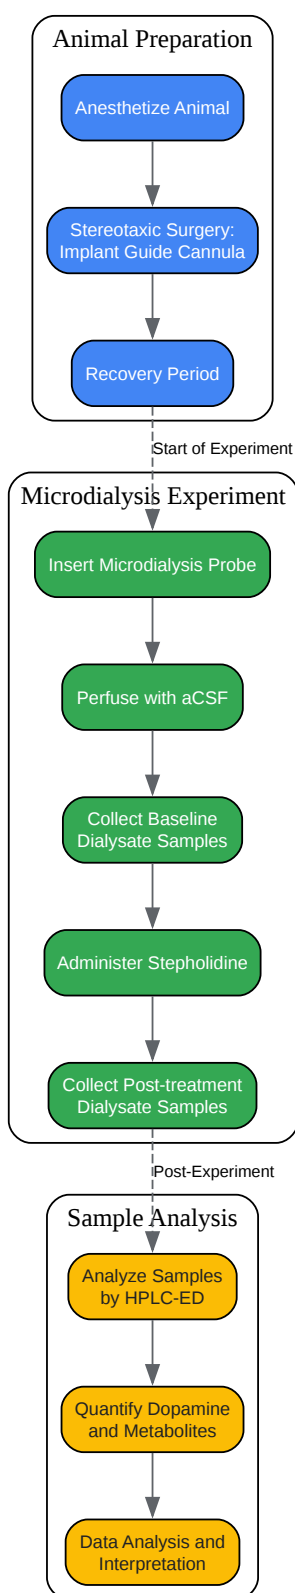 Animal Preparation
Anesthetize Animal
Stereotaxic Surgery:
Implant Guide Cannula
Recovery Period
Start of Experiment
Microdialysis Experiment
Insert Microdialysis Probe
Perfuse with aCSF
Collect Baseline
Dialysate Samples
Administer Stepholidine
Collect Post-treatment
Dialysate Samples
Post-Experiment
Sample Analysis
Analyze Samples
by HPLC-ED
Quantify Dopamine
and Metabolites
Data Analysis and
Interpretation